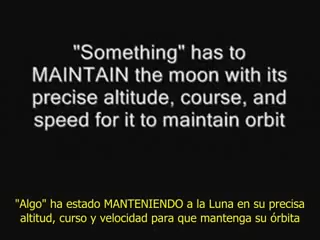 "Something" has to
MAINTAIN the moon with its
precise altitude, course, and
speed for it to maintain orbit
"Algo" ha estado MANTENIENDO a la Luna en su precisa
altitud, curso y velocidad para que mantenga su órbita